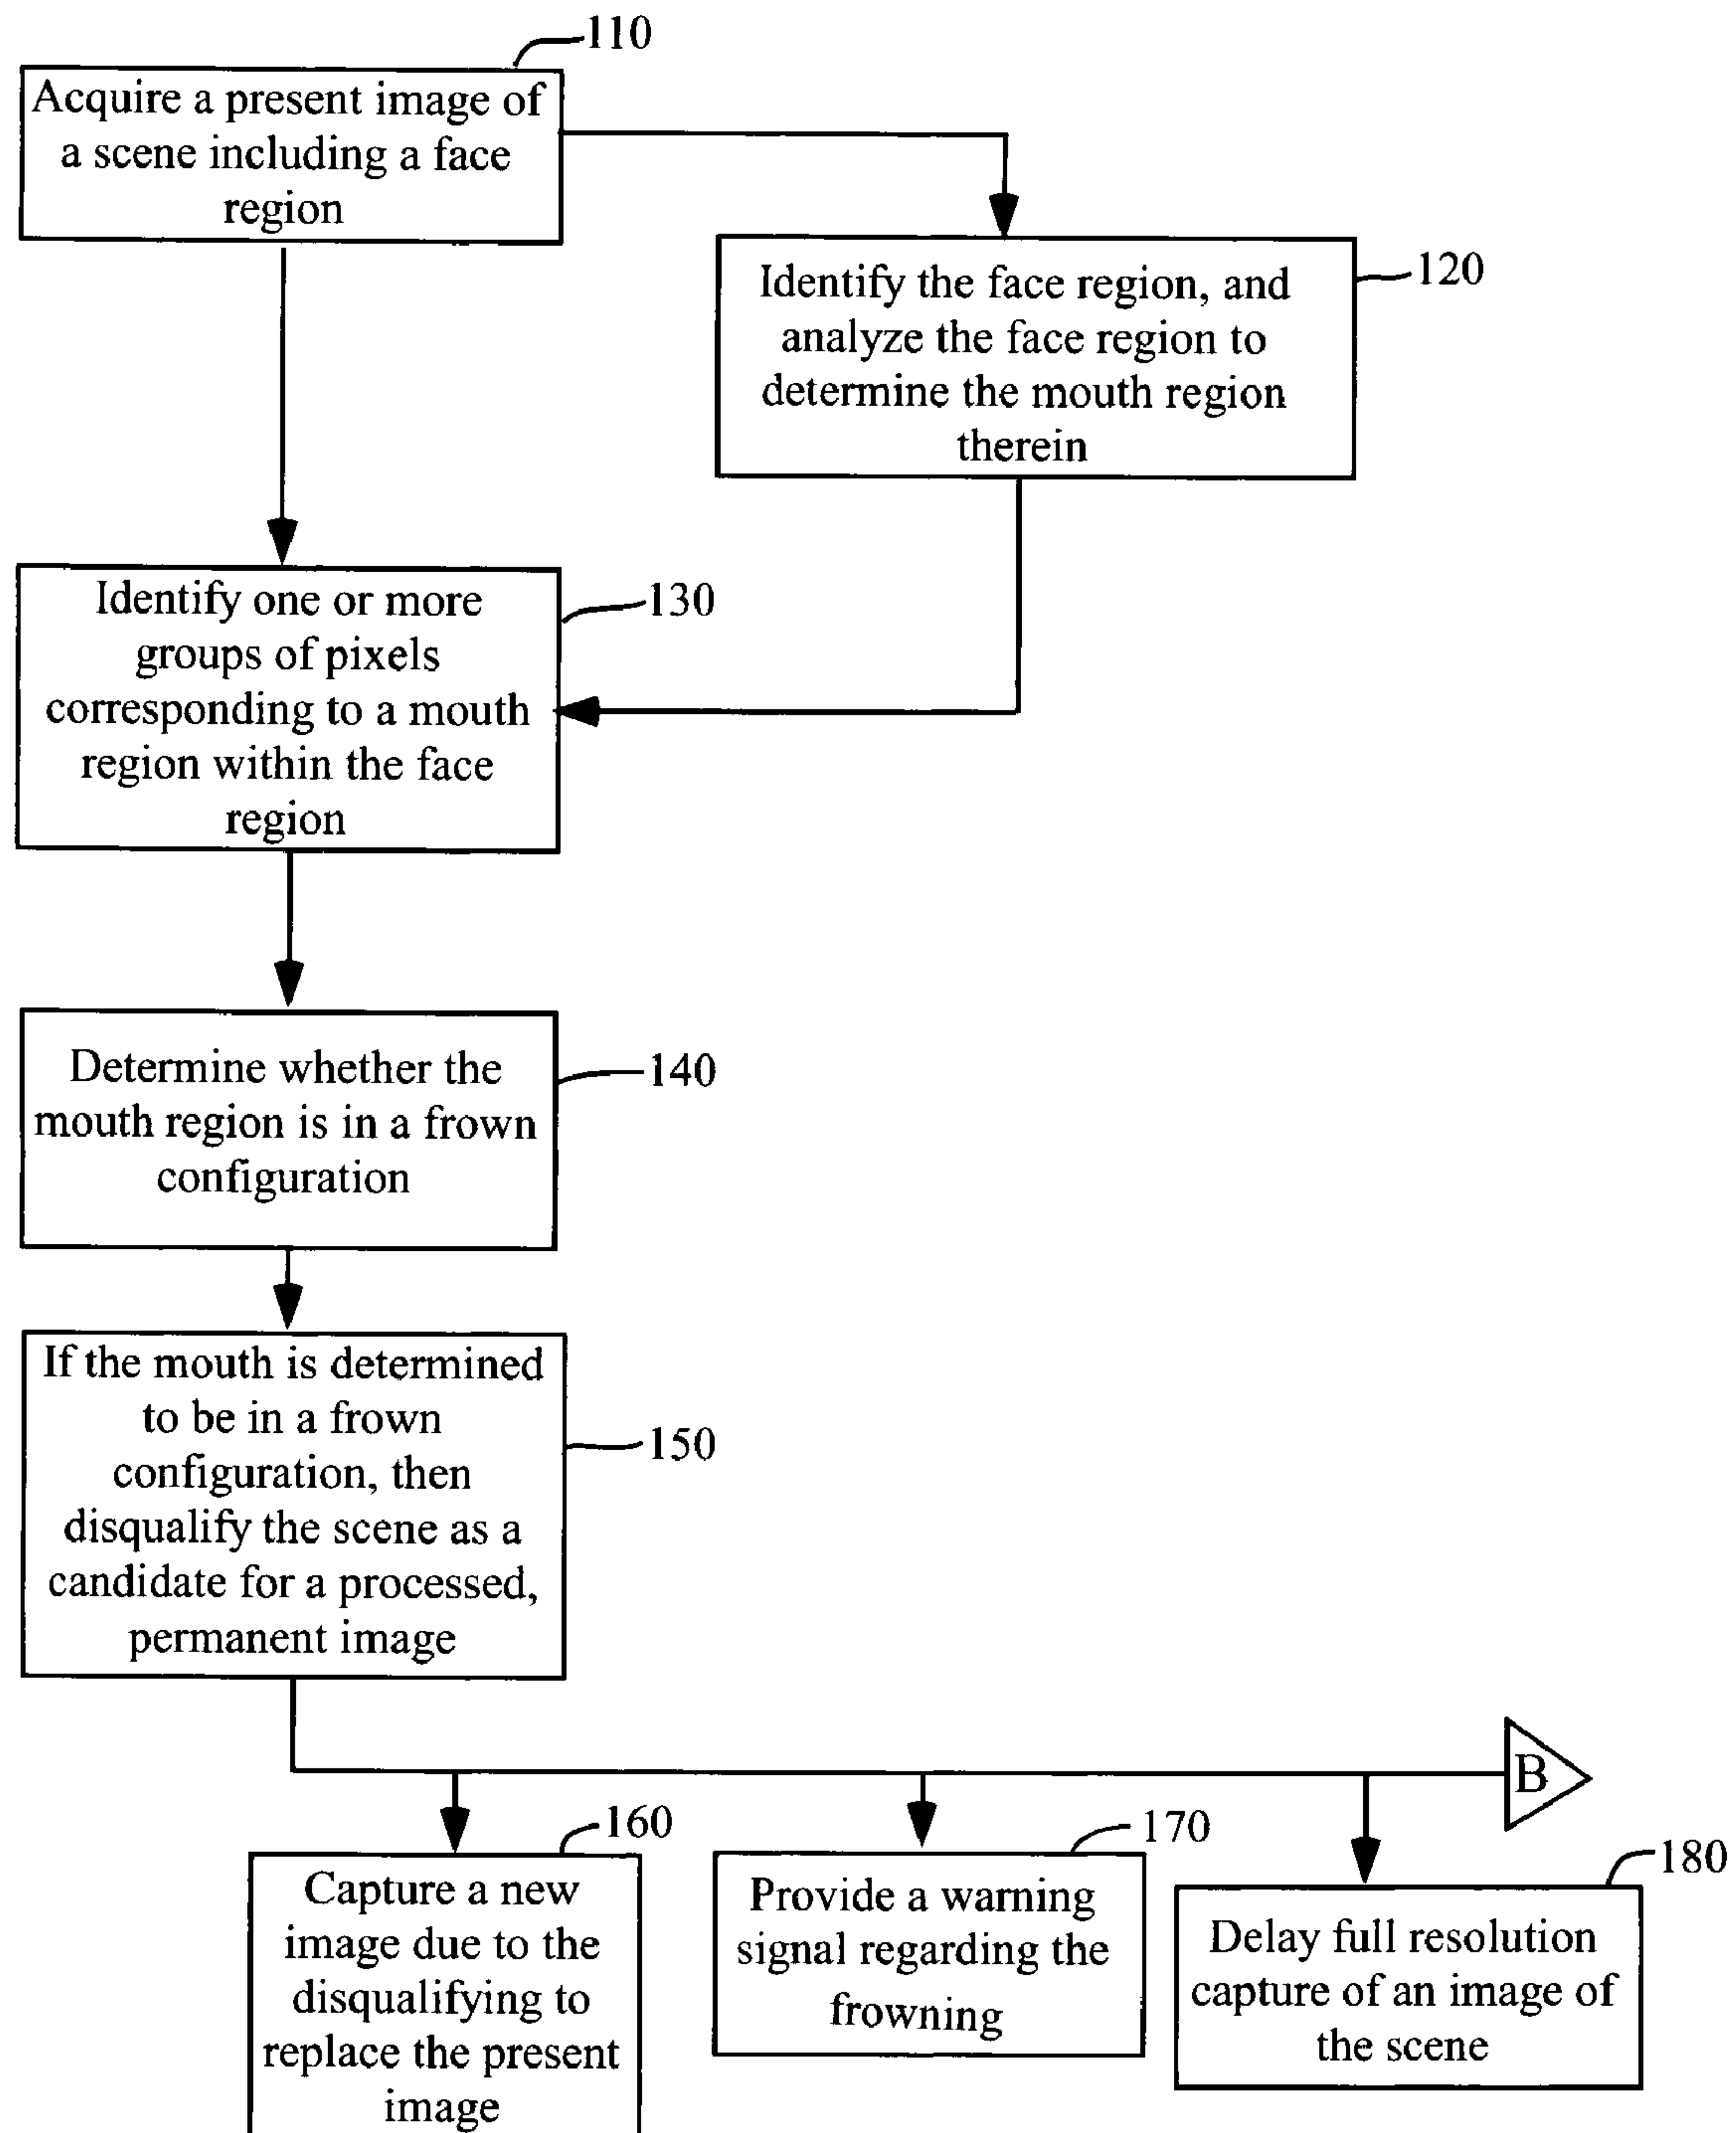 110
Acquire a present image of
a scene including a face
region
120
Identify the face region, and
analyze the face region to
determine the mouth region
therein
130
Identify one or more
groups of pixels
corresponding to a mouth
region within the face
region
140
Determine whether the
mouth region is in a frown
configuration
150
If the mouth is determined
to be in a frown
configuration, then
disqualify the scene as a
candidate for a processed,
permanent image
B
160
Capture a new
image due to the
disqualifying to
replace the present
image
170
Provide a warning
signal regarding the
frowning
180
Delay full resolution
capture of an image of
the scene